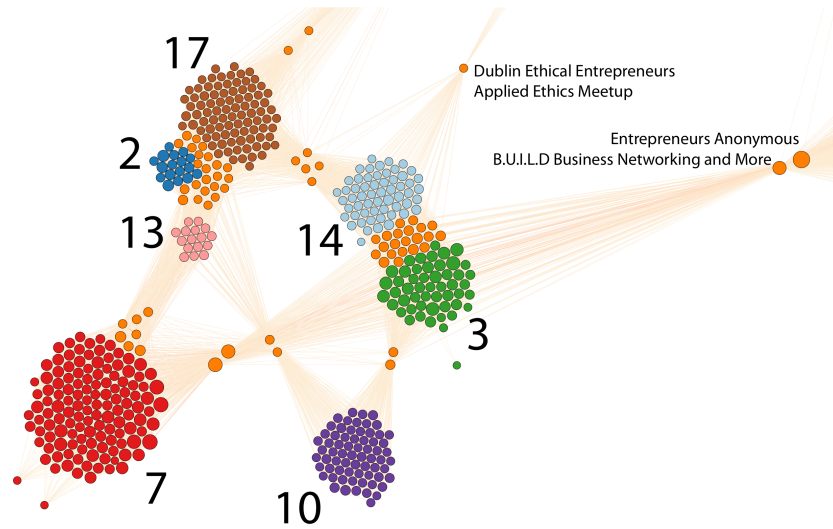 17
Dublin Ethical Entrepreneurs
Applied Ethics Meetup
Entrepreneurs Anonymous
B.U.I.L.D Business Networking and More
2
13
14
3
7
10